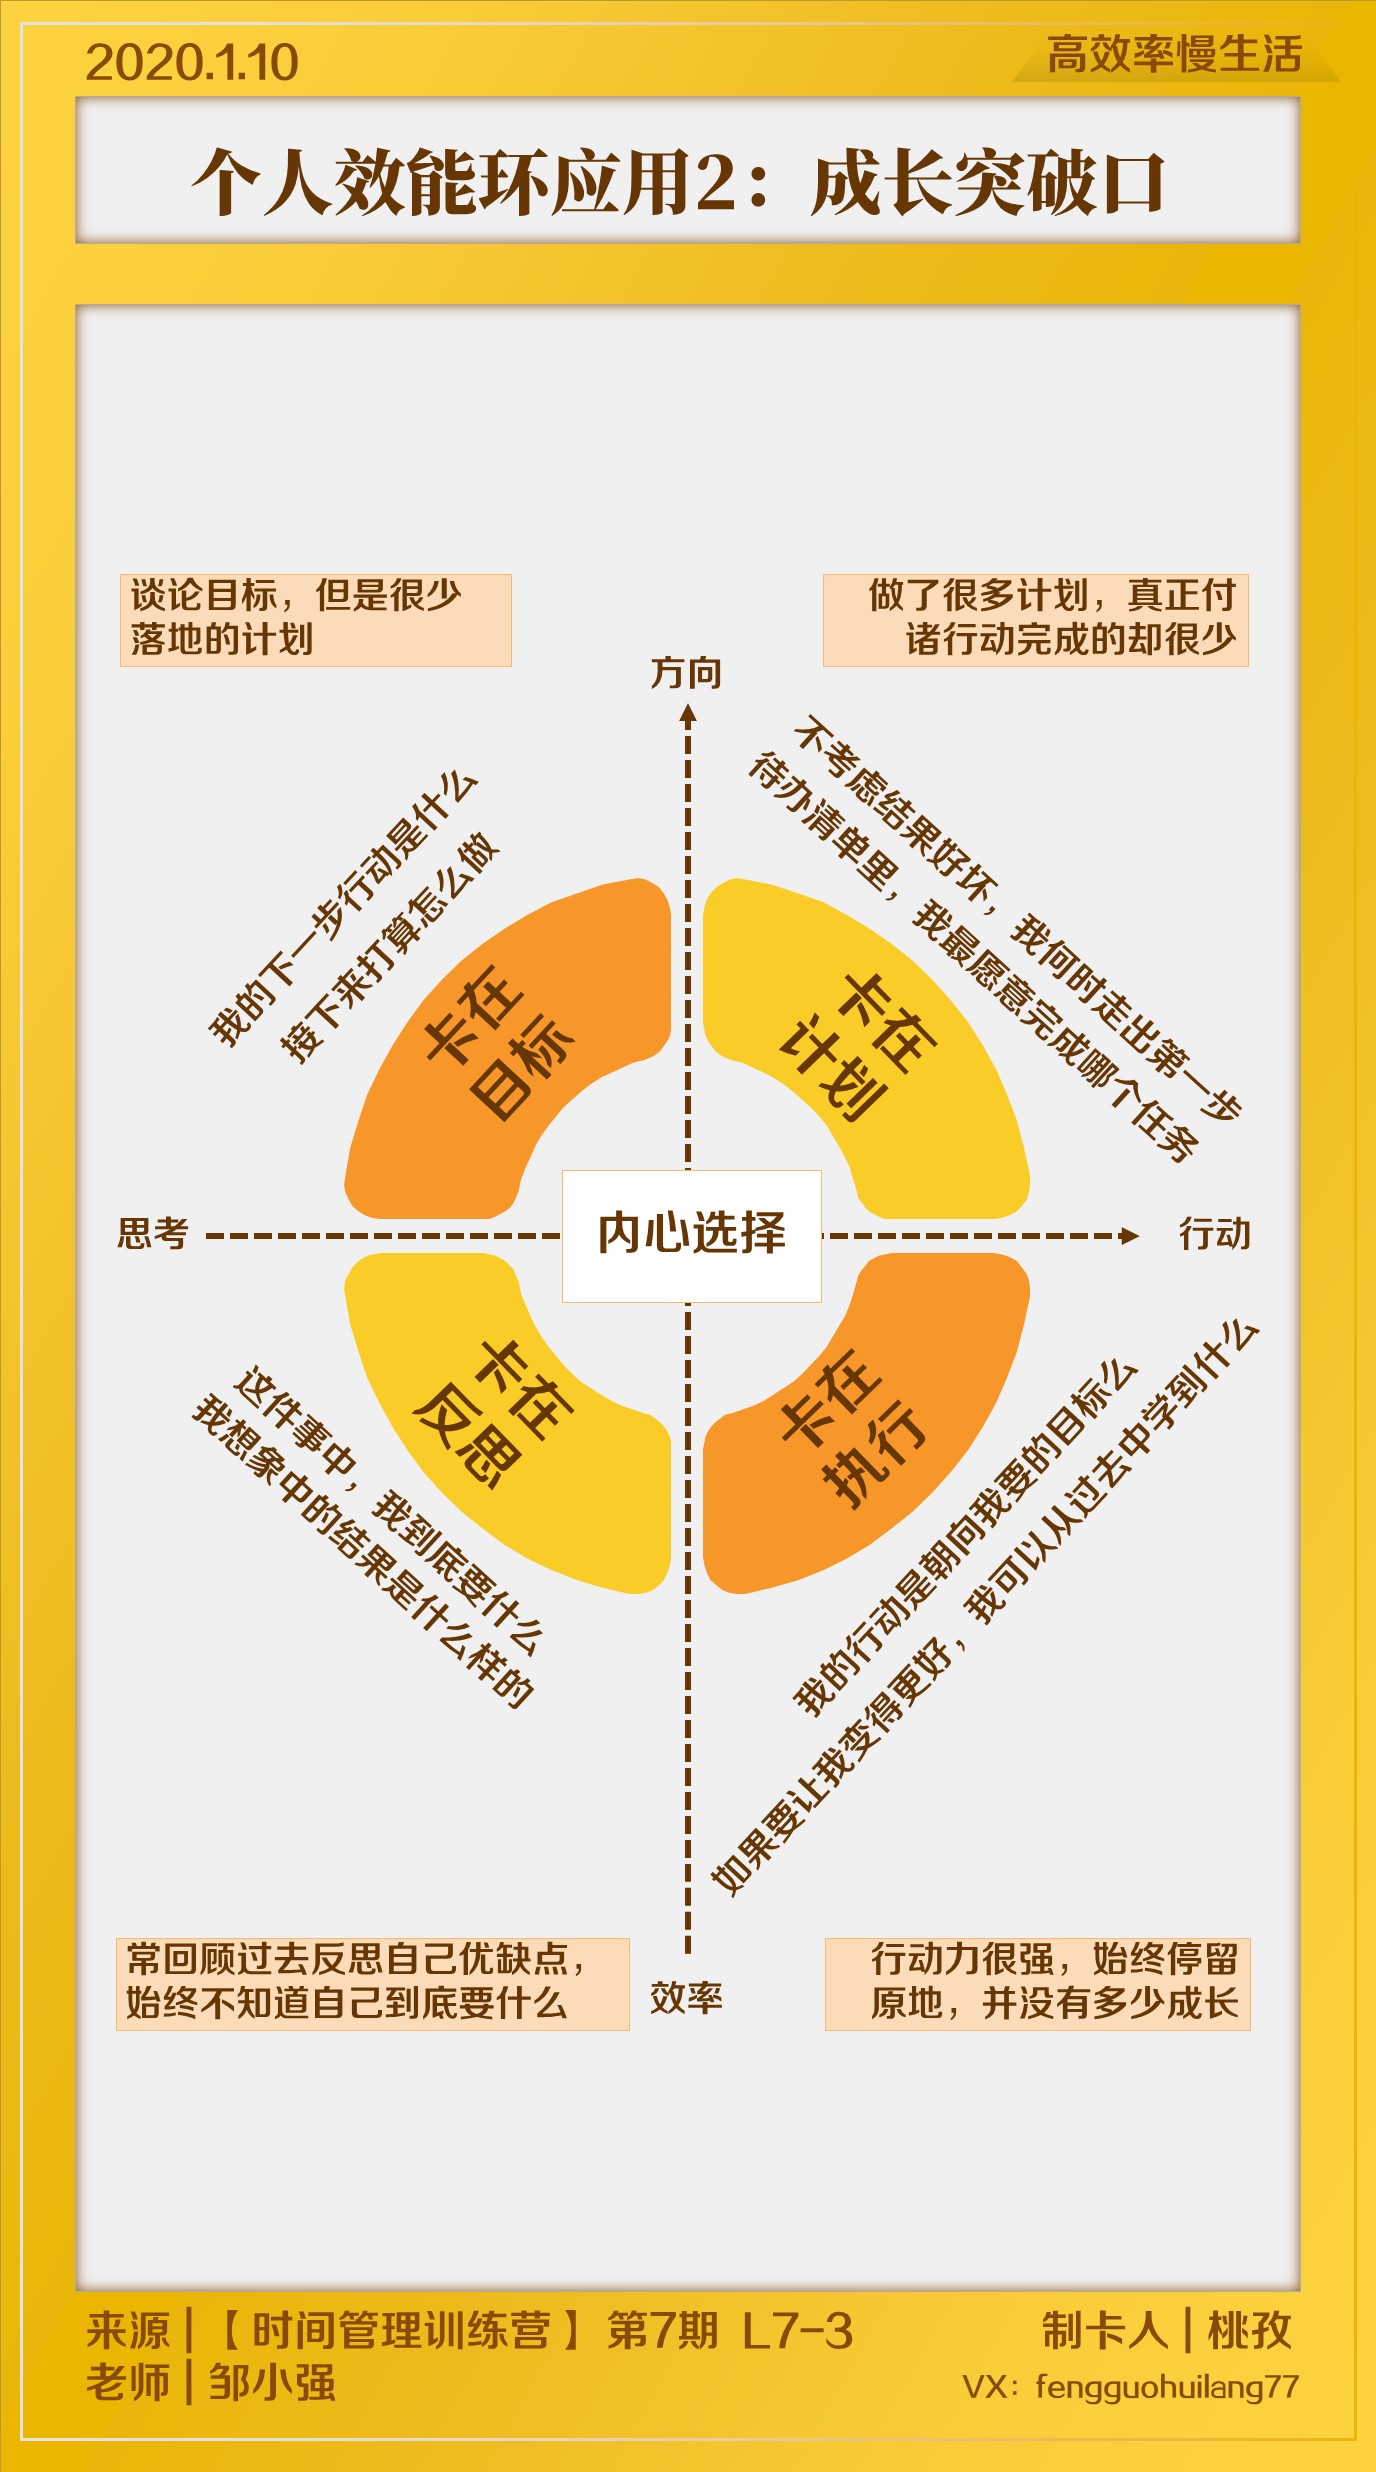 2020.1.10
高效率慢生活
个人效能环应用2：成长突破口
谈论目标，但是很少
落地的计划
做了很多计划，真正付
诸行动完成的却很少
方向
我的下一步行动是什么
接下来打算怎么做
不考虑结果好坏，我何时走出第一步
待办清单里，我最愿意完成哪个任务
卡在
目标
卡在
计划
思考
内心选择
行动
卡在
反思
卡在
执行
这件事中，我到底要什么
我想象中的结果是什么样的
我的行动是朝向我要的目标么
如果要让我变得更好，我可以从过去中学到什么
常回顾过去反思自己优缺点，
始终不知道自己到底要什么
效率
行动力很强，始终停留
原地，并没有多少成长
来源｜【时间管理训练营】第7期 L7-3
老师｜邹小强
制卡人｜桃孜
VX：fengguohuilang77